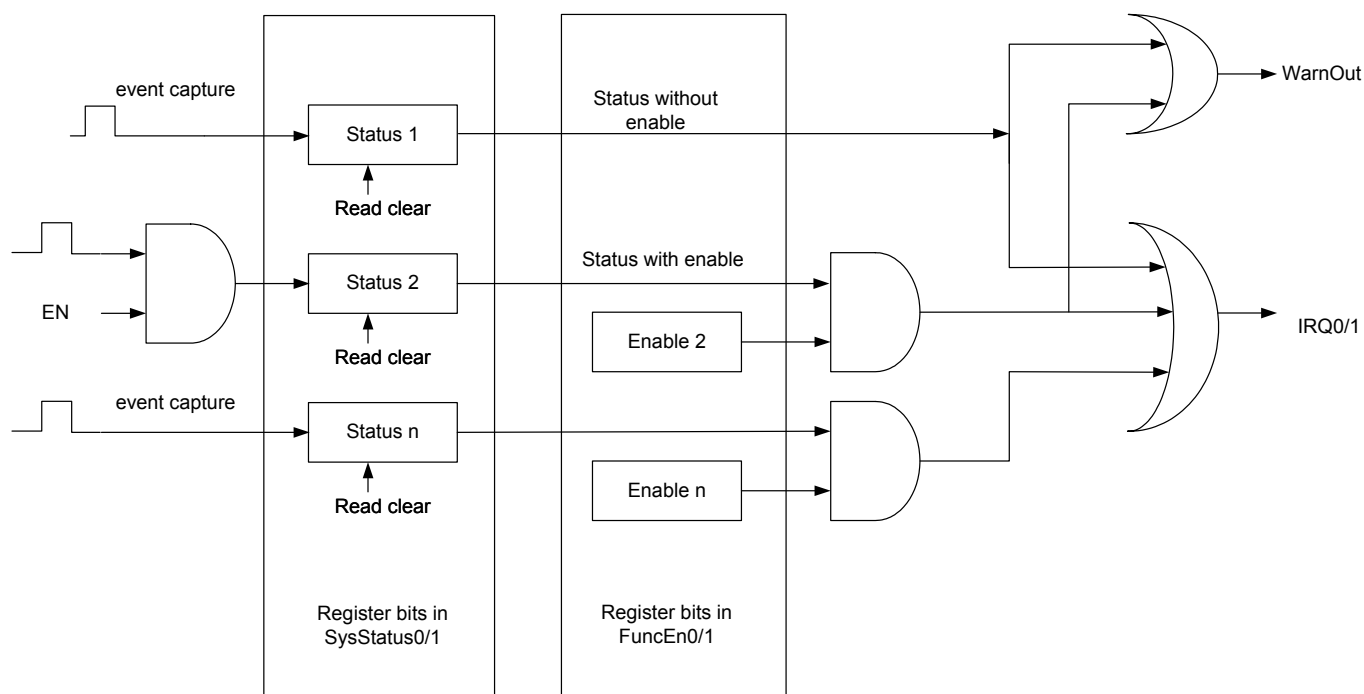 event capture
Status 1
Read clear
Status without
enable
WarnOut
EN
Status 2
Read clear
Status with enable
Enable 2
IRQ0/1
event capture
Status n
Read clear
Enable n
Register bits in
SysStatus0/1
Register bits in
FuncEn0/1